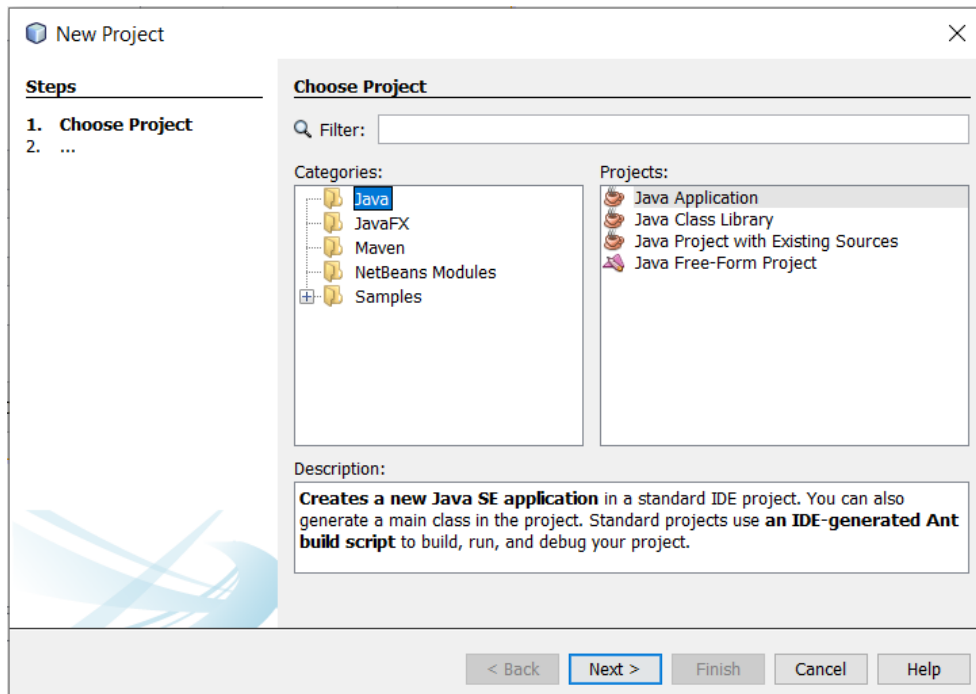 New Project
Steps
1. Choose Project
2. ...
Choose Project
Filter:
Categories:
Java
JavaFX
Maven
NetBeans Modules
Samples
Projects:
Java Application
Java Class Library
Java Project with Existing Sources
Java Free-Form Project
Description:
Creates a new Java SE application in a standard IDE project. You can also
generate a main class in the project. Standard projects use an IDE-generated Ant
build script to build, run, and debug your project.
< Back
Next >
Finish
Cancel
Help